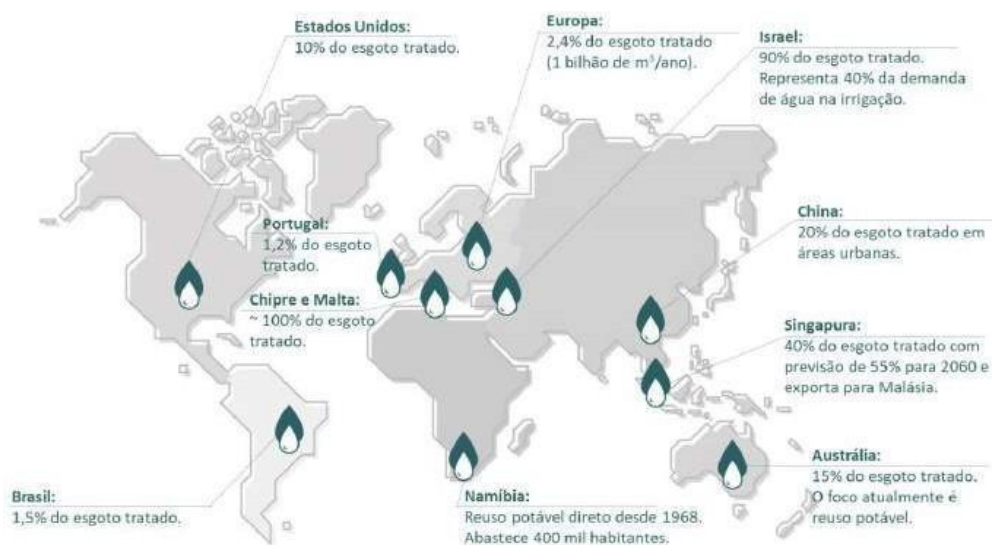 Estados Unidos:
10% do esgoto tratado.
Europa:
2,4% do esgoto tratado
(1 bilhão de m³/ano).
Israel:
90% do esgoto tratado.
Representa 40% da demanda
de água na irrigação.
Portugal:
1,2% do esgoto
tratado.
Chipre e Malta:
~ 100% do esgoto
tratado.
China:
20% do esgoto tratado em
áreas urbanas.
Singapura:
40% do esgoto tratado com
previsão de 55% para 2060 e
exporta para Malásia.
Brasil:
1,5% do esgoto tratado.
Namíbia:
Reuso potável direto desde 1968.
Abastece 400 mil habitantes.
Austrália:
15% do esgoto tratado.
O foco atualmente é
reuso potável.